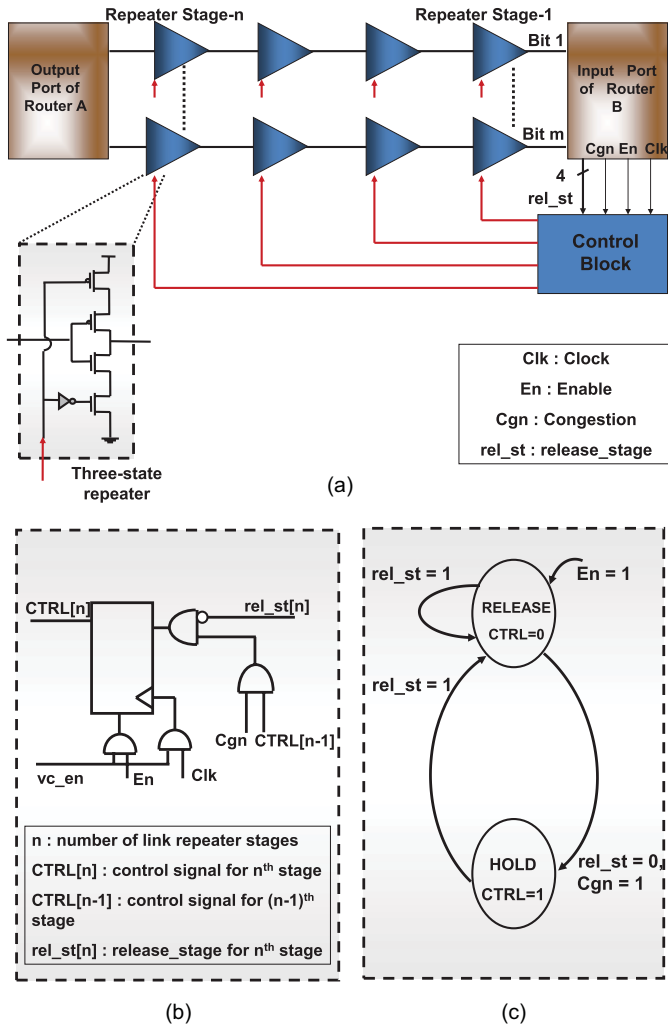 Repeater Stage-n
Repeater Stage-1
Output
Port of
Router A
Bit 1
Input Port
of Router
B
Bit m
Cgn En Clk
4
rel_st
Control
Block
Clk : Clock
En : Enable
Cgn : Congestion
rel_st : release_stage
Three-state
repeater
(a)
CTRL[n]
rel_st[n]
Cgn
CTRL[n-1]
vc_en
En
Clk
n : number of link repeater stages
CTRL[n] : control signal for nth stage
CTRL[n-1] : control signal for (n-1)th
stage
rel_st[n] : release_stage for nth stage
(b)
rel_st = 1
En = 1
RELEASE
CTRL=0
rel_st = 1
HOLD
CTRL=1
rel_st = 0,
Cgn = 1
(c)